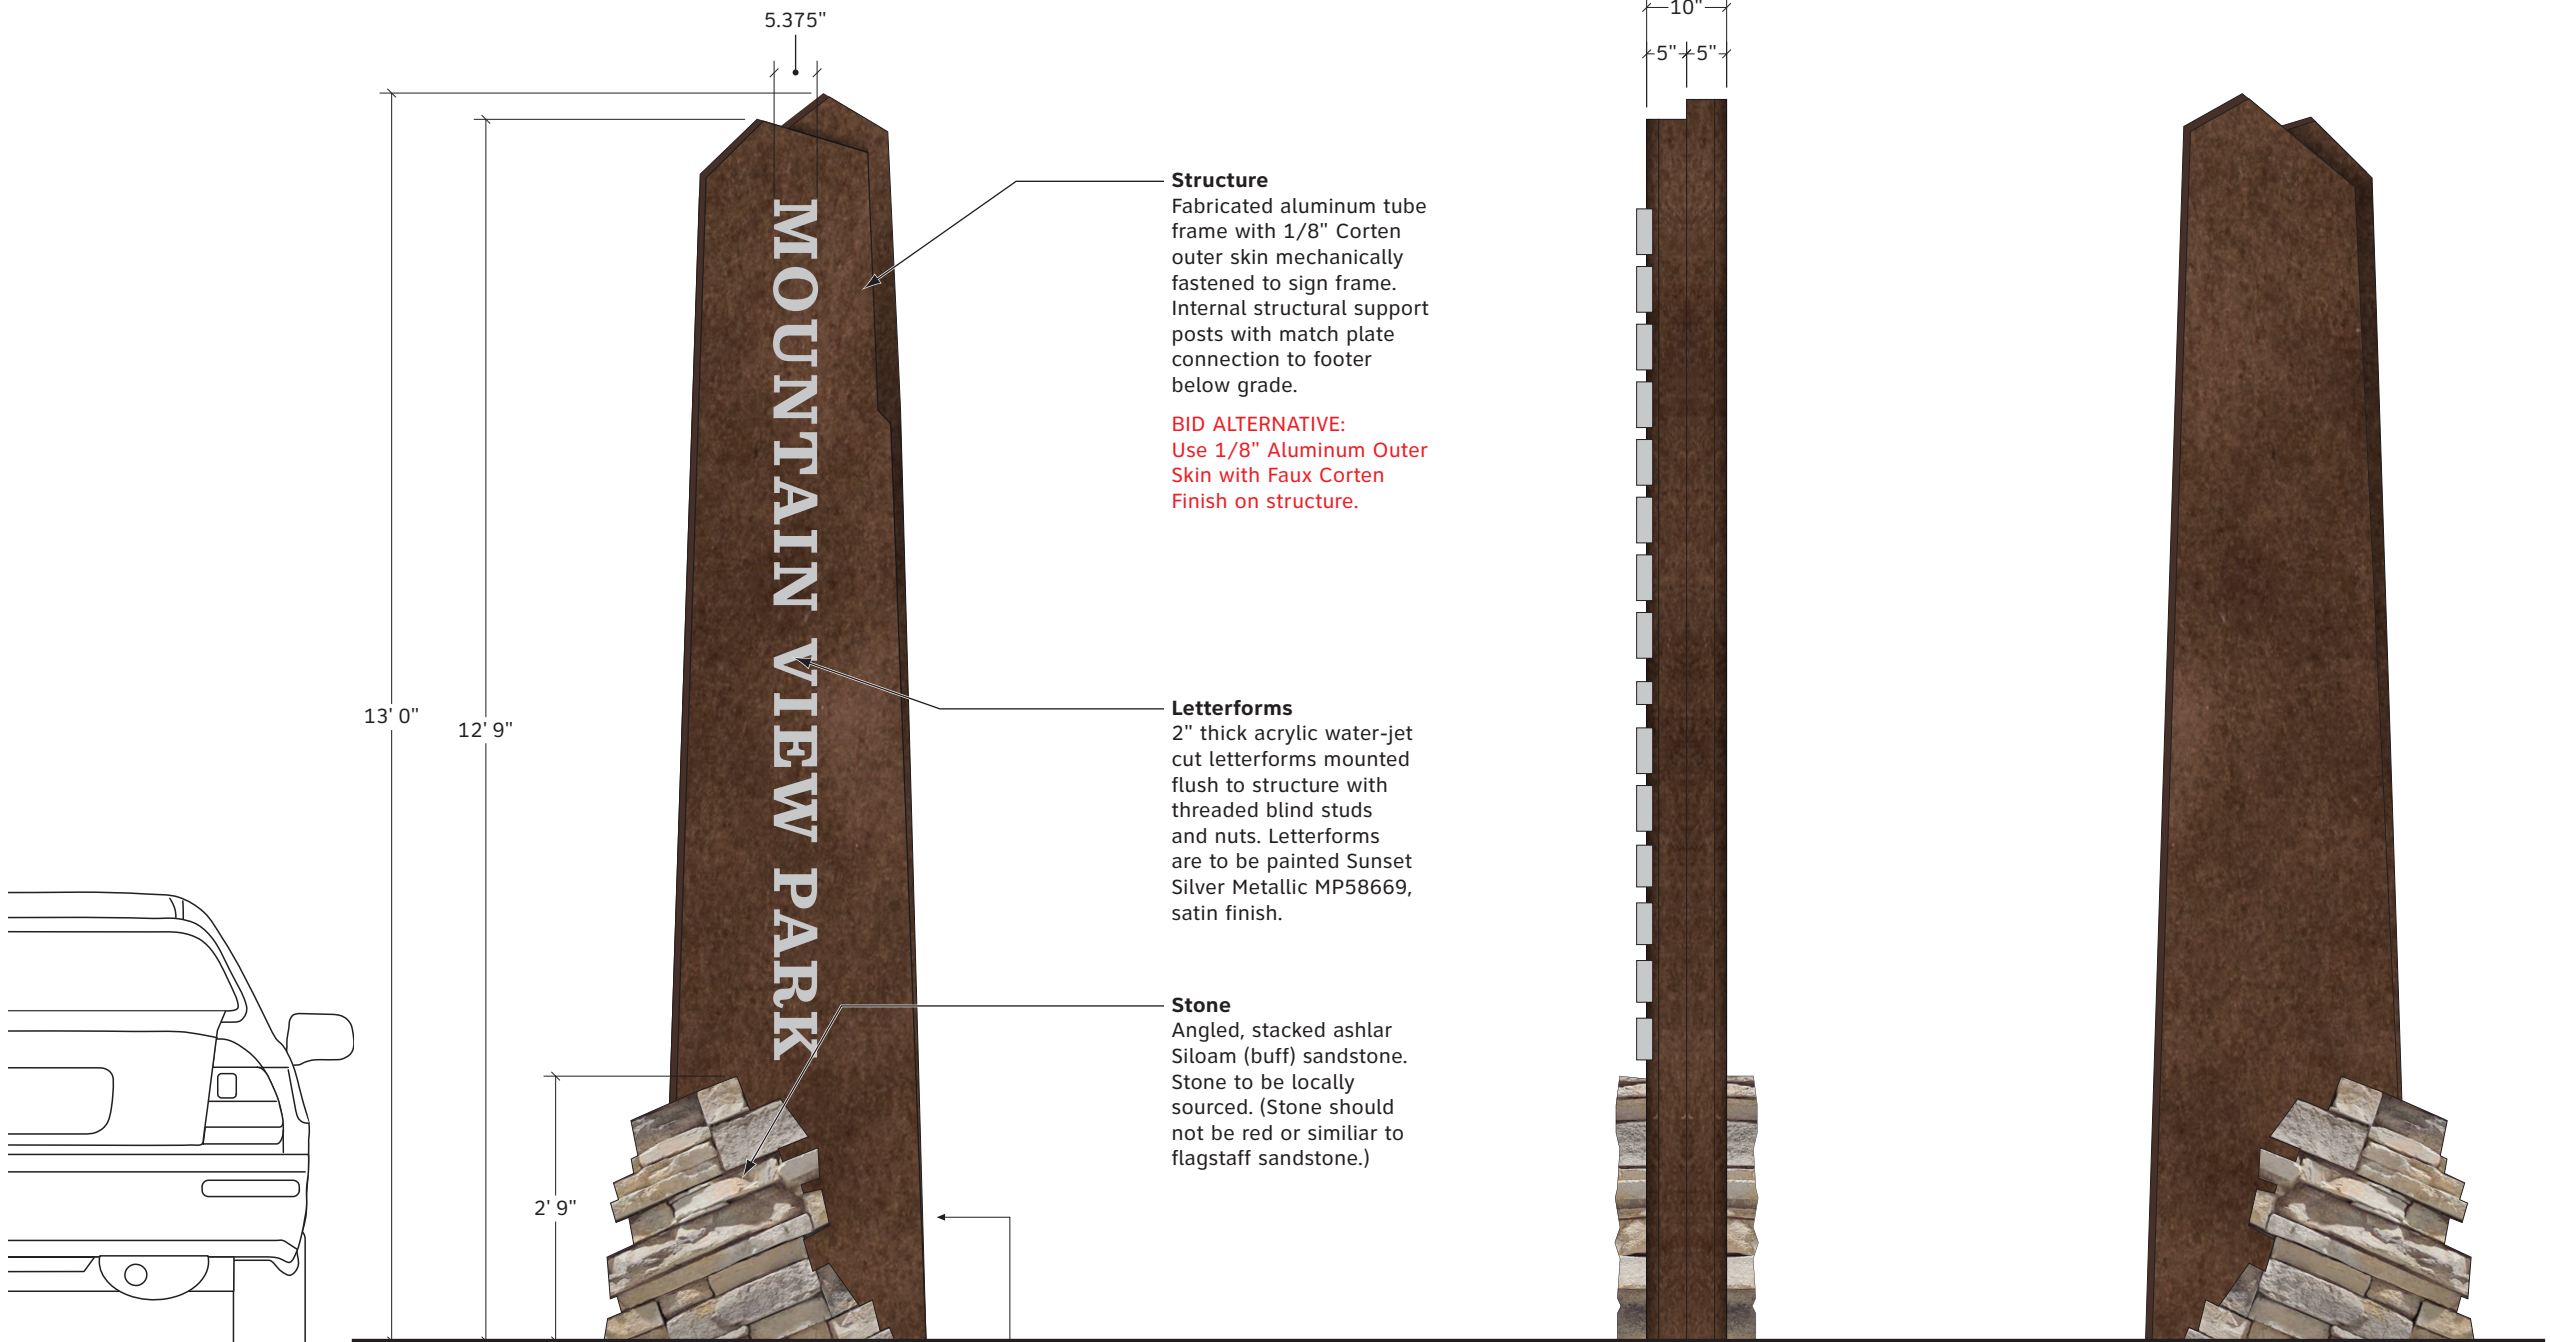 5.375"
10"
5" 5"
13' 0"
12' 9"
2' 9"
MOUNTAIN VIEW PARK
Structure
Fabricated aluminum tube
frame with 1/8" Corten
outer skin mechanically
fastened to sign frame.
Internal structural support
posts with match plate
connection to footer
below grade.
BID ALTERNATIVE:
Use 1/8" Aluminum Outer
Skin with Faux Corten
Finish on structure.
Letterforms
2" thick acrylic water-jet
cut letterforms mounted
flush to structure with
threaded blind studs
and nuts. Letterforms
are to be painted Sunset
Silver Metallic MP58669,
satin finish.
Stone
Angled, stacked ashlar
Siloam (buff) sandstone.
Stone to be locally
sourced. (Stone should
not be red or similiar to
flagstaff sandstone.)